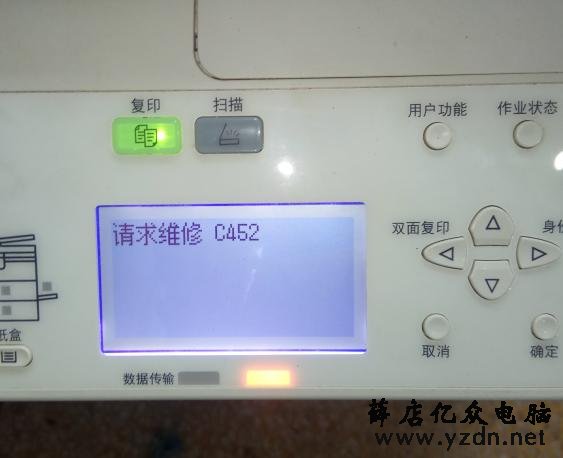 复印 扫描
用户功能 作业状态
请求维修 C452
双面复印 身份
纸盒
取消 确定
数据传输
薛店亿众电脑
www.yzdn.net